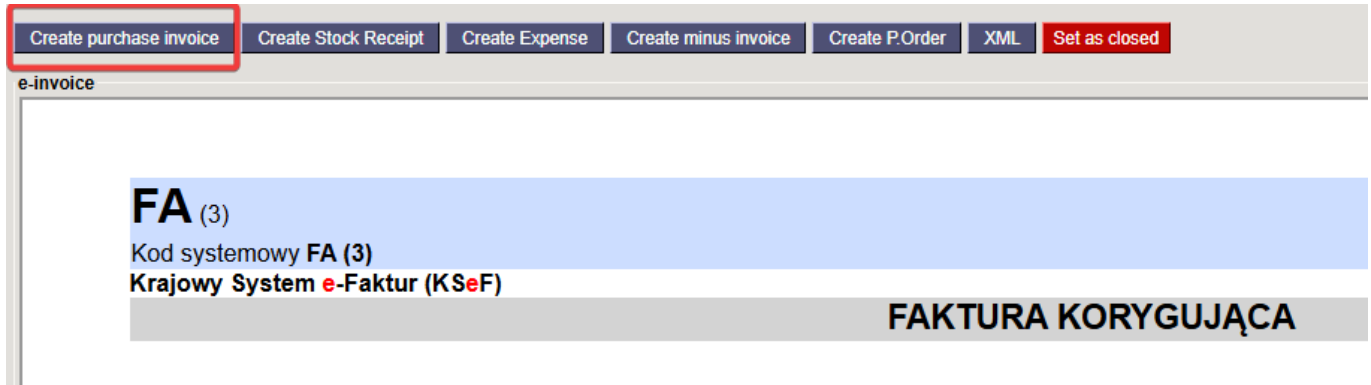 Create purchase invoice Create Stock Receipt Create Expense Create minus invoice Create P.Order XML Set as closed
e-invoice
FA (3)
Kod systemowy FA (3)
Krajowy System e-Faktur (KSeF)
FAKTURA KORYGUJĄCA